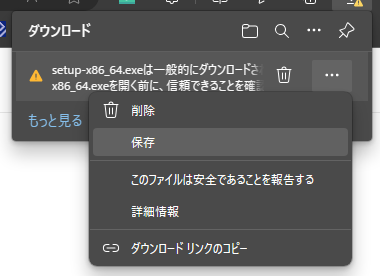 ダウンロード
setup-x86_64.exeは一般的にダウンロードさ
x86_64.exeを開く前に、信頼できることを確認
もっと見る
削除
保存
このファイルは安全であることを報告する
詳細情報
ダウンロード リンクのコピー